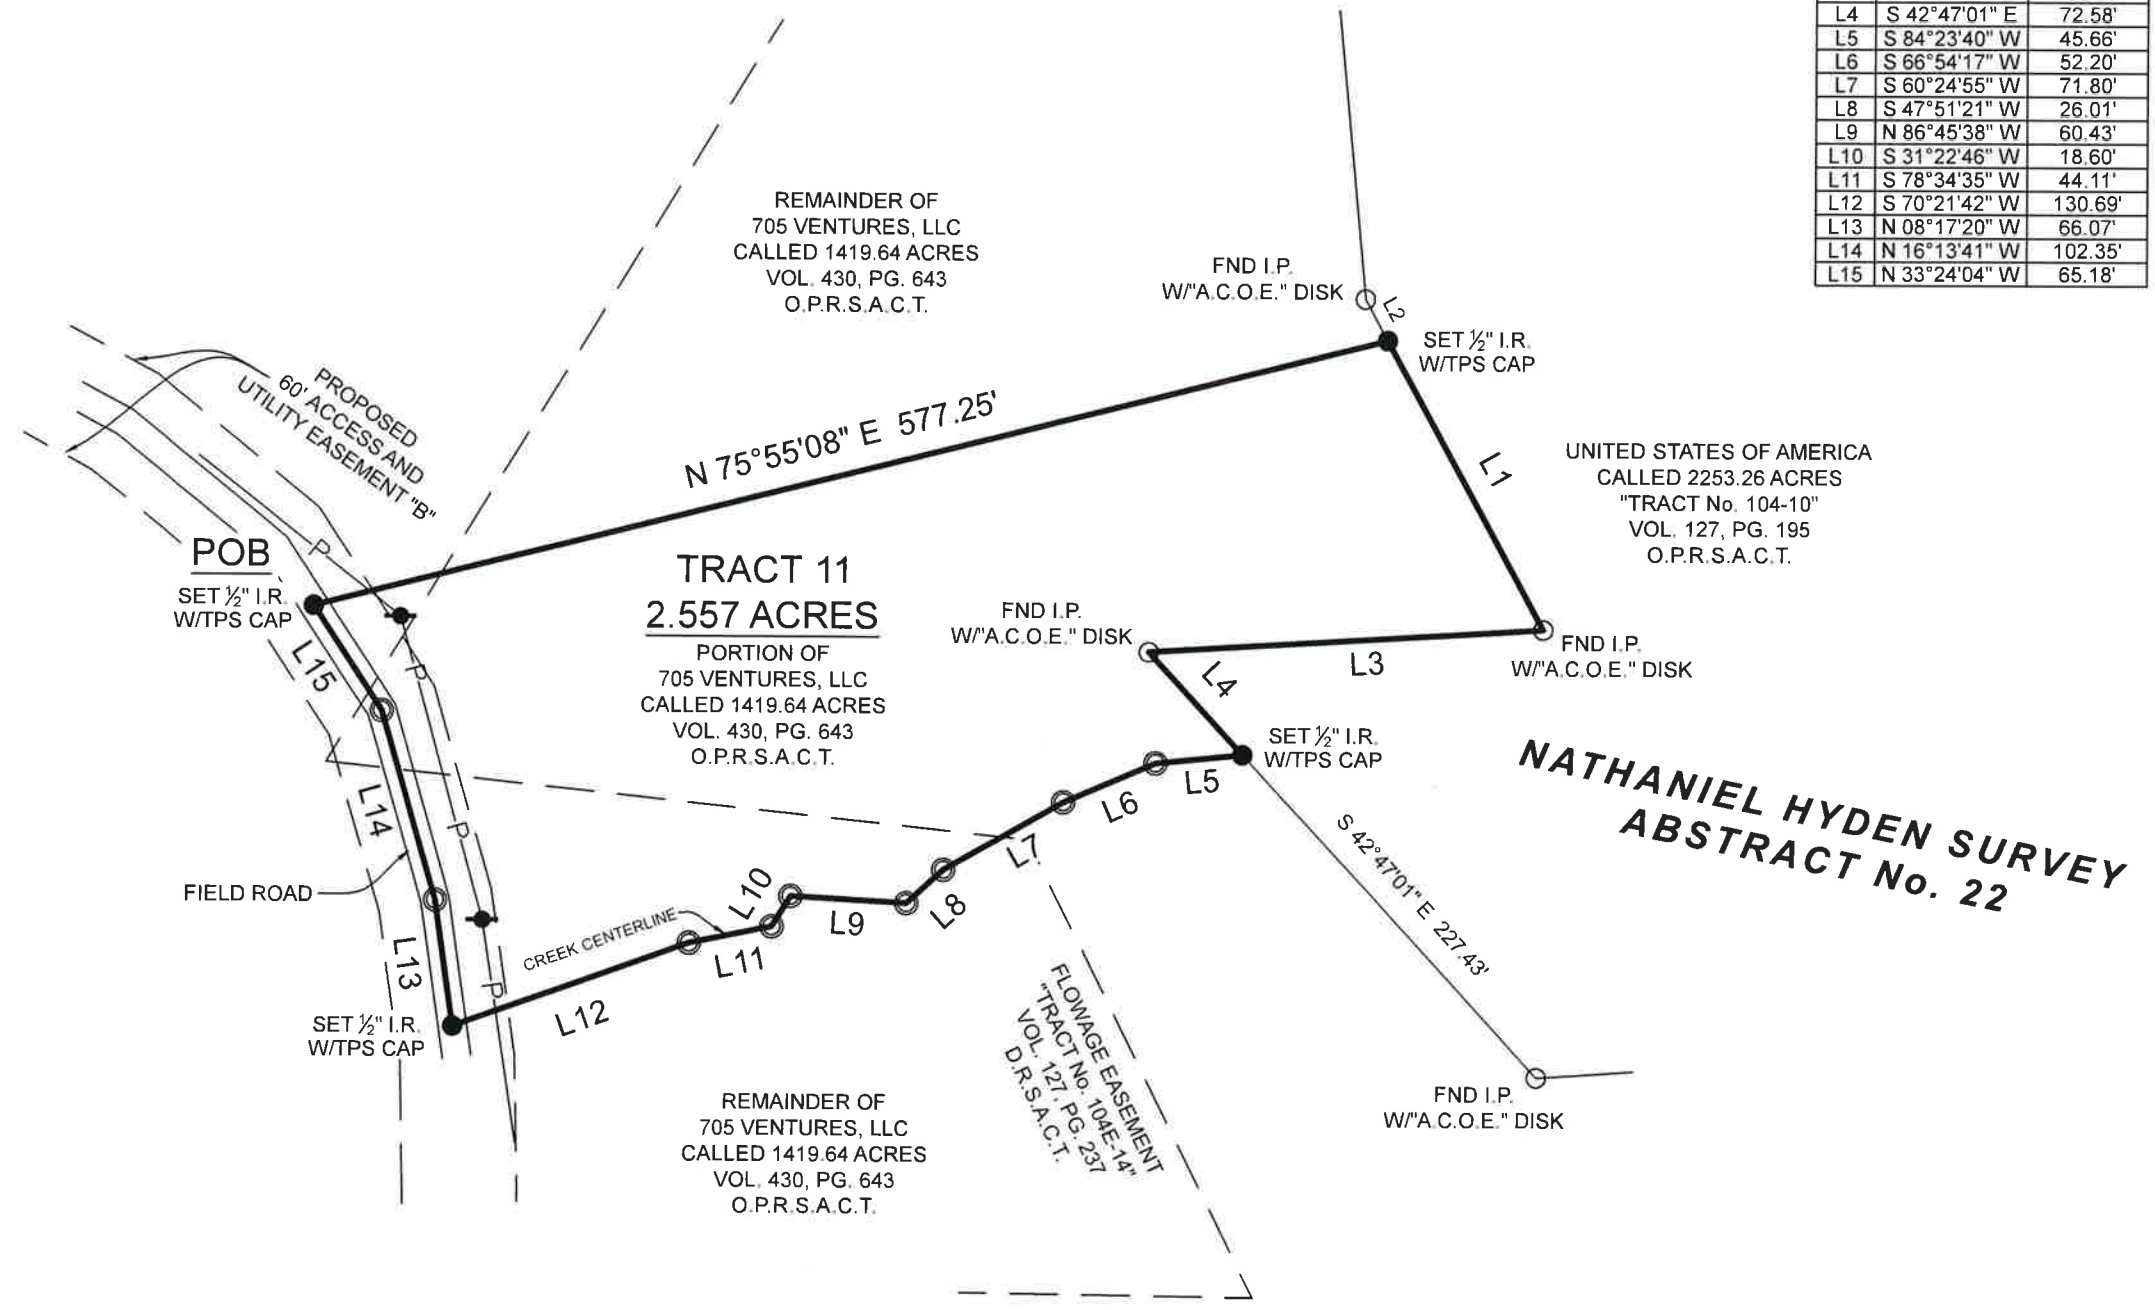 L4 S 42°47'01" E 72.58'
L5 S 84°23'40" W 45.66'
L6 S 66°54'17" W 52.20'
L7 S 60°24'55" W 71.80'
L8 S 47°51'21" W 26.01'
L9 N 86°45'38" W 60.43'
L10 S 31°22'46" W 18.60'
L11 S 78°34'35" W 44.11'
L12 S 70°21'42" W 130.69'
L13 N 08°17'20" W 66.07'
L14 N 16°13'41" W 102.35'
L15 N 33°24'04" W 65.18'
REMAINDER OF
705 VENTURES, LLC
CALLED 1419.64 ACRES
VOL. 430, PG. 643
O.P.R.S.A.C.T.
FND I.P.
W/"A.C.O.E." DISK
L2
SET ½" I.R.
W/TPS CAP
PROPOSED
60' ACCESS AND
UTILITY EASEMENT "B"
N 75°55'08" E 577.25'
L1
UNITED STATES OF AMERICA
CALLED 2253.26 ACRES
"TRACT No. 104-10"
VOL. 127, PG. 195
O.P.R.S.A.C.T.
POB
SET ½" I.R.
W/TPS CAP
P
TRACT 11
2.557 ACRES
PORTION OF
705 VENTURES, LLC
CALLED 1419.64 ACRES
VOL. 430, PG. 643
O.P.R.S.A.C.T.
FND I.P.
W/"A.C.O.E." DISK
FND I.P.
W/"A.C.O.E." DISK
L3
L4
L15
P
SET ½" I.R.
W/TPS CAP
L5
L6
L7
L8
L9
L10
L11
L12
L14
P
FIELD ROAD
CREEK CENTERLINE
L13
P
SET ½" I.R.
W/TPS CAP
NATHANIEL HYDEN SURVEY
ABSTRACT No. 22
S 42°47'01" E 227.43'
FLOWAGE EASEMENT
"TRACT No. 104E-14"
VOL. 127, PG. 237
D.R.S.A.C.T.
FND I.P.
W/"A.C.O.E." DISK
REMAINDER OF
705 VENTURES, LLC
CALLED 1419.64 ACRES
VOL. 430, PG. 643
O.P.R.S.A.C.T.